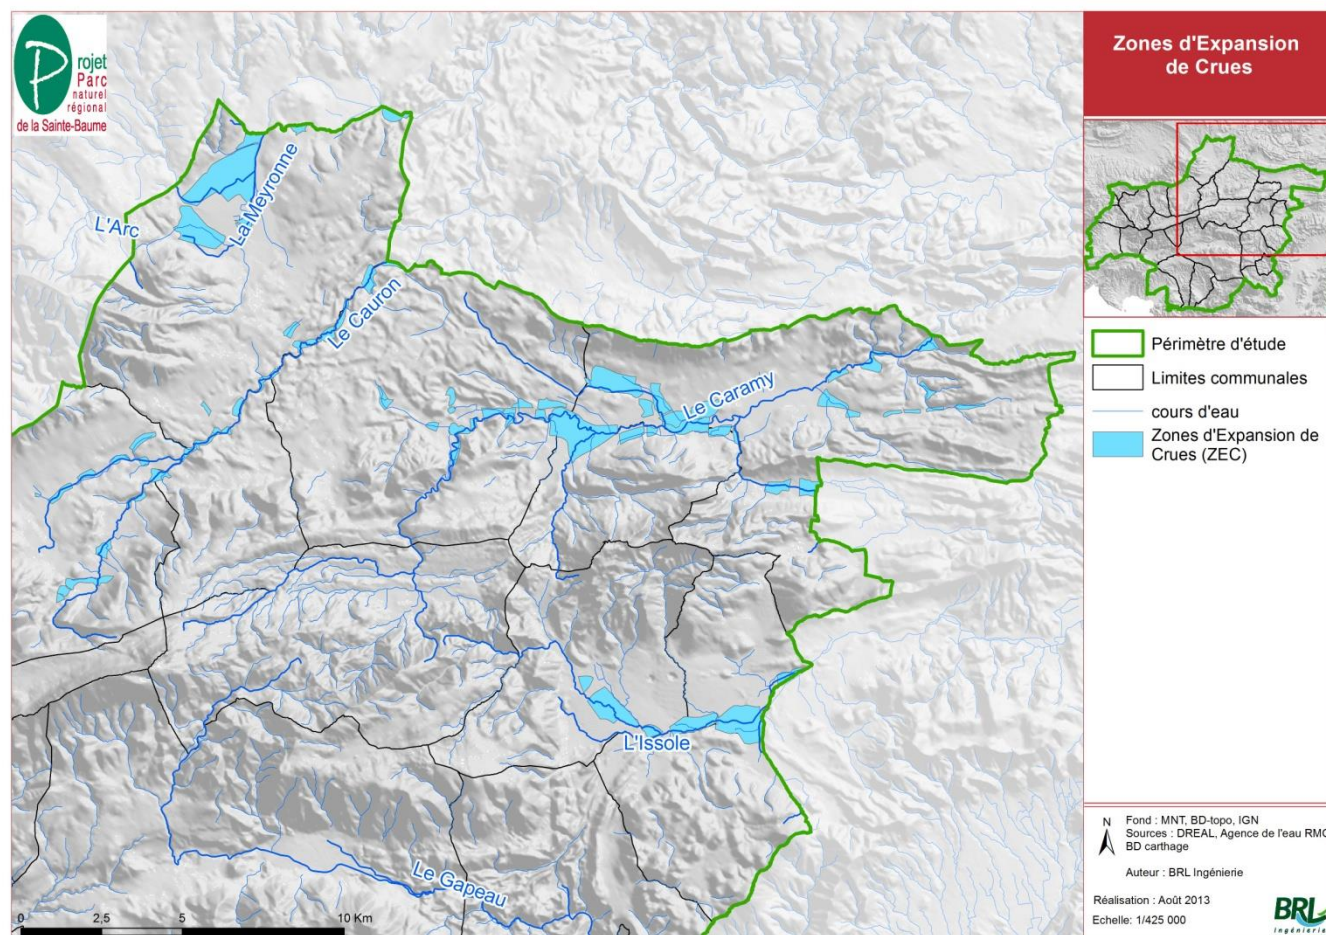 Projet
Parc
naturel
régional
de la Sainte-Baume
L'Arc
La-Meyronne
Le Cauron
Le Caramy
L'Issole
Le Gapeau
0 2,5 5 10 Km
Zones d'Expansion
de Crues
Périmètre d'étude
Limites communales
cours d'eau
Zones d'Expansion de
Crues (ZEC)
N
Fond : MNT, BD-topo, IGN
Sources : DREAL, Agence de l'eau RMC
BD carthage
Auteur : BRL Ingénierie
Réalisation : Août 2013
Echelle: 1/425 000
BRL
Ingénierie